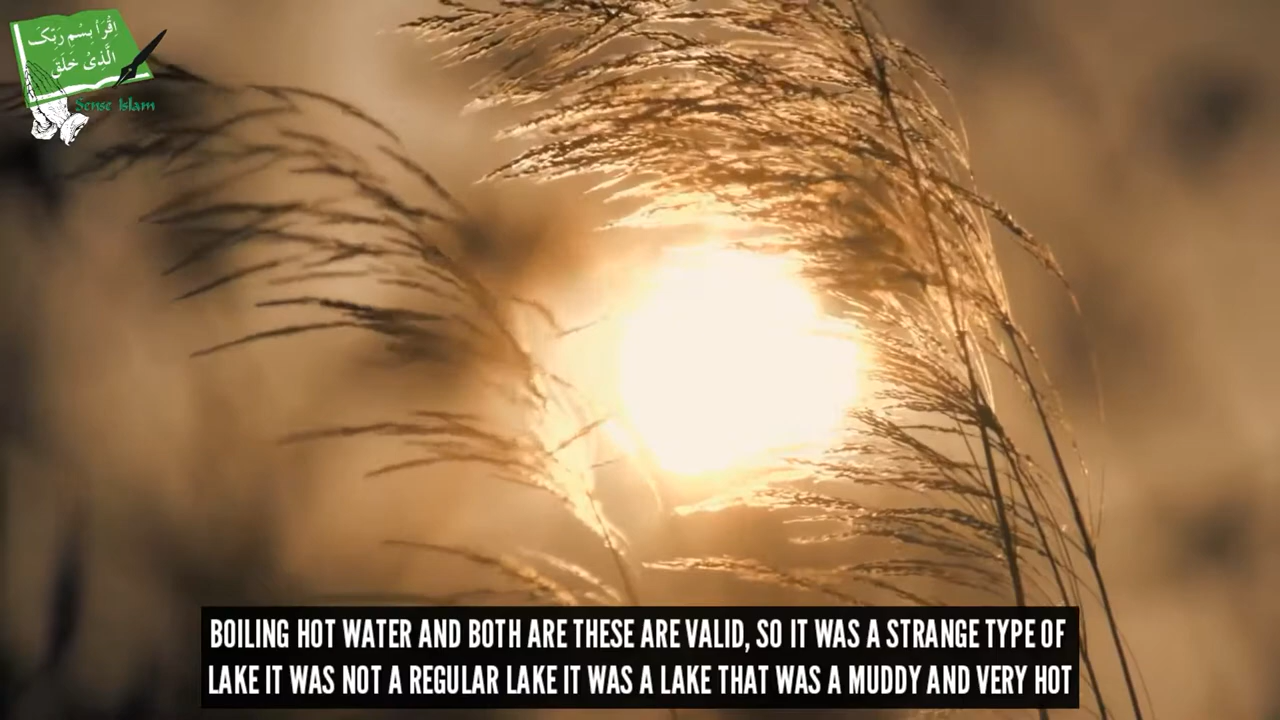 اقْرَأْ بِسْمِ رَبِّكَ
الَّذِیْ خَلَقَ
Sense Islam
BOILING HOT WATER AND BOTH ARE THESE ARE VALID, SO IT WAS A STRANGE TYPE OF
LAKE IT WAS NOT A REGULAR LAKE IT WAS A LAKE THAT WAS A MUDDY AND VERY HOT